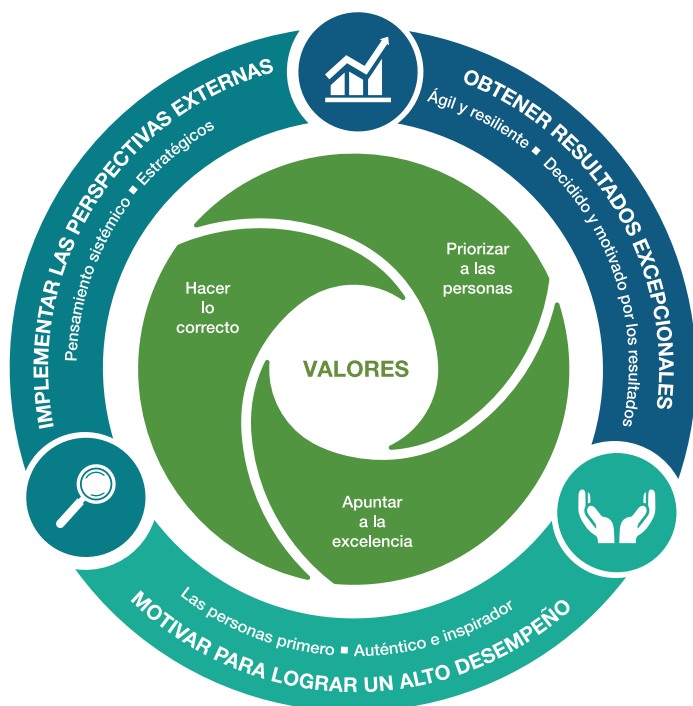 IMPLEMENTAR LAS PERSPECTIVAS EXTERNAS
Pensamiento sistémico ▪ Estratégicos
OBTENER RESULTADOS EXCEPCIONALES
Ágil y resiliente ▪ Decidido y motivado por los resultados
Priorizar
a las
personas
Hacer
lo
correcto
VALORES
Apuntar
a la
excelencia
Las personas primero ▪ Auténtico e inspirador
MOTIVAR PARA LOGRAR UN ALTO DESEMPEÑO